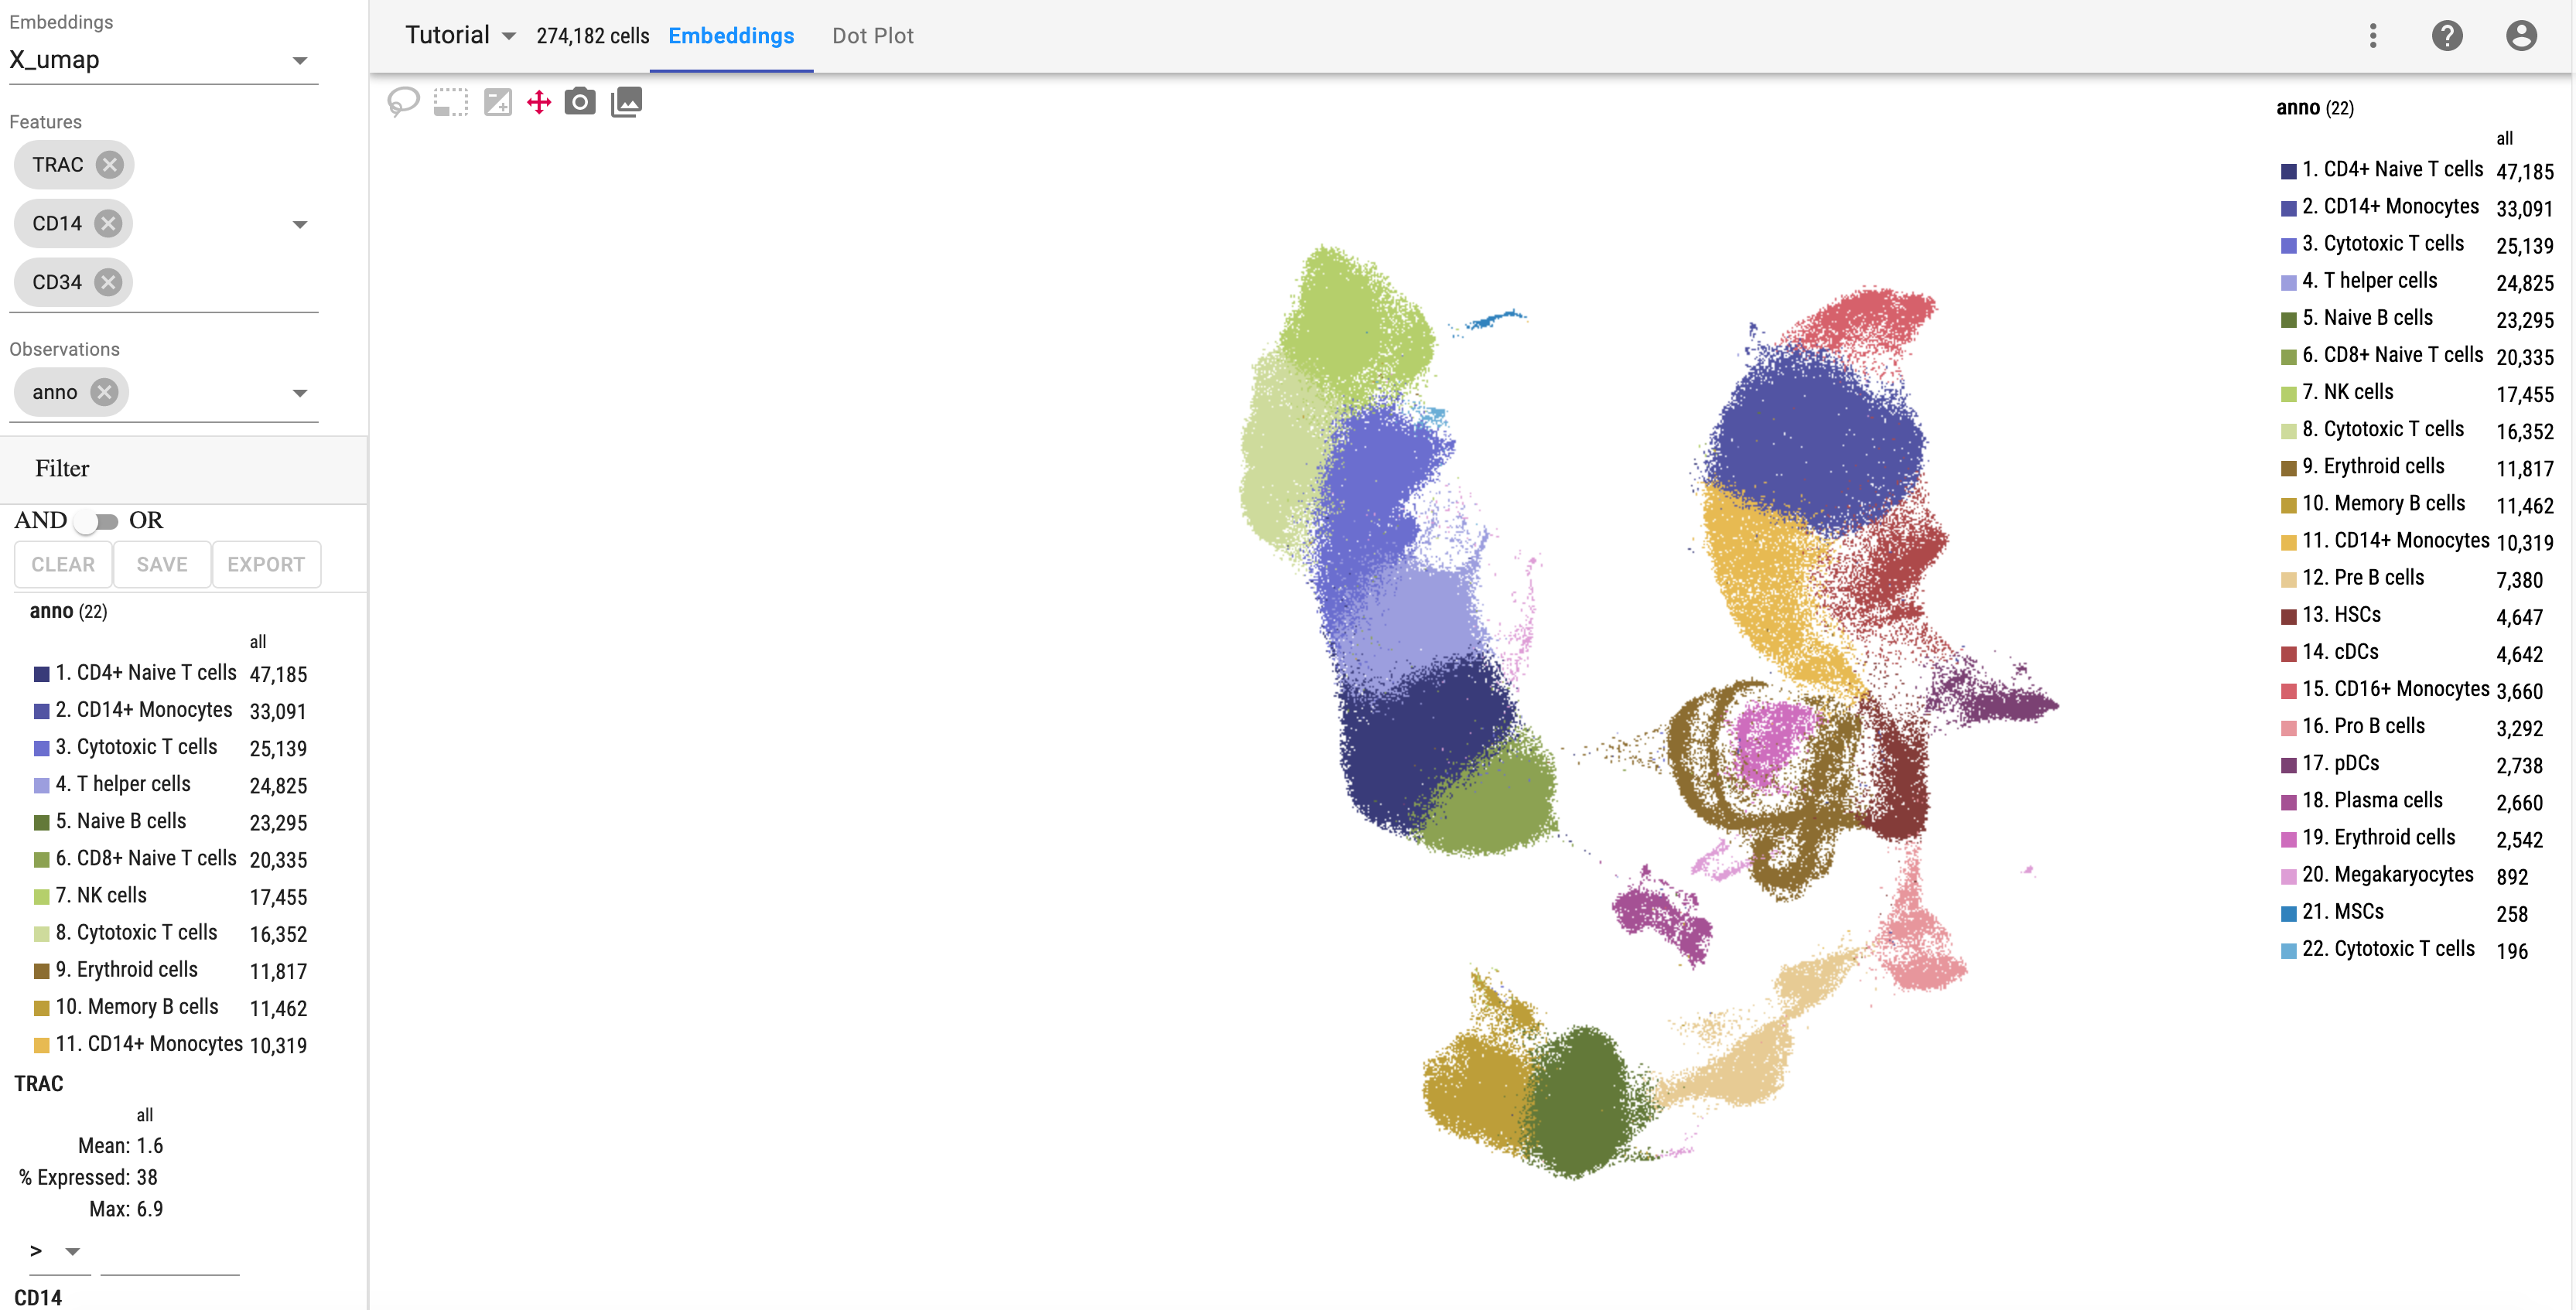 Embeddings
X_umap
Features
TRAC
CD14
CD34
Observations
anno
Filter
AND OR
CLEAR SAVE EXPORT
anno (22)
all
1. CD4+ Naive T cells 47,185
2. CD14+ Monocytes 33,091
3. Cytotoxic T cells 25,139
4. T helper cells 24,825
5. Naive B cells 23,295
6. CD8+ Naive T cells 20,335
7. NK cells 17,455
8. Cytotoxic T cells 16,352
9. Erythroid cells 11,817
10. Memory B cells 11,462
11. CD14+ Monocytes 10,319
TRAC
all
Mean: 1.6
% Expressed: 38
Max: 6.9
>
CD14
Tutorial 274,182 cells Embeddings Dot Plot
?
anno (22)
all
1. CD4+ Naive T cells 47,185
2. CD14+ Monocytes 33,091
3. Cytotoxic T cells 25,139
4. T helper cells 24,825
5. Naive B cells 23,295
6. CD8+ Naive T cells 20,335
7. NK cells 17,455
8. Cytotoxic T cells 16,352
9. Erythroid cells 11,817
10. Memory B cells 11,462
11. CD14+ Monocytes 10,319
12. Pre B cells 7,380
13. HSCs 4,647
14. cDCs 4,642
15. CD16+ Monocytes 3,660
16. Pro B cells 3,292
17. pDCs 2,738
18. Plasma cells 2,660
19. Erythroid cells 2,542
20. Megakaryocytes 892
21. MSCs 258
22. Cytotoxic T cells 196